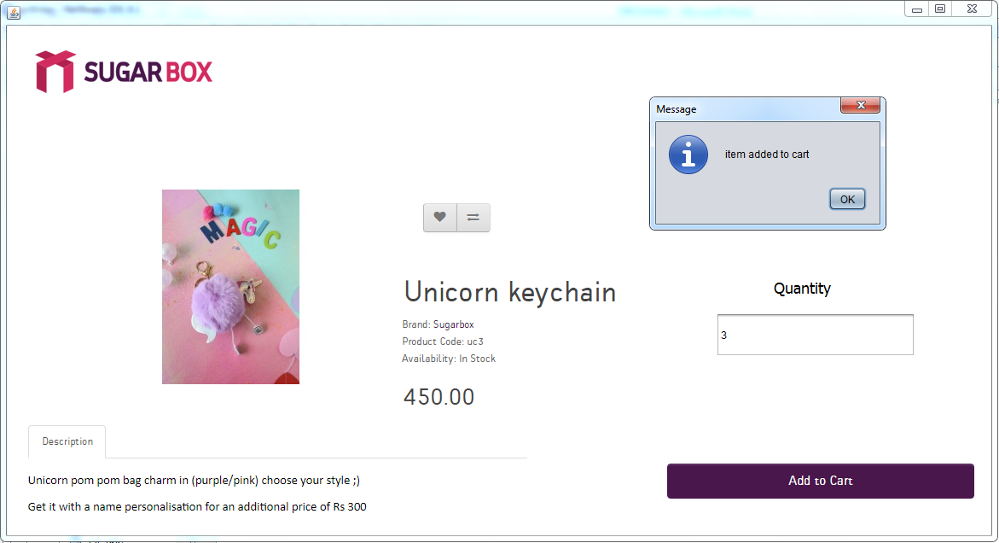 SUGAR BOX
Message
item added to cart
OK
MAGIC
Unicorn keychain
Brand: Sugarbox
Product Code: uc3
Availability: In Stock
450.00
Quantity
3
Description
Unicorn pom pom bag charm in (purple/pink) choose your style ;)
Get it with a name personalisation for an additional price of Rs 300
Add to Cart